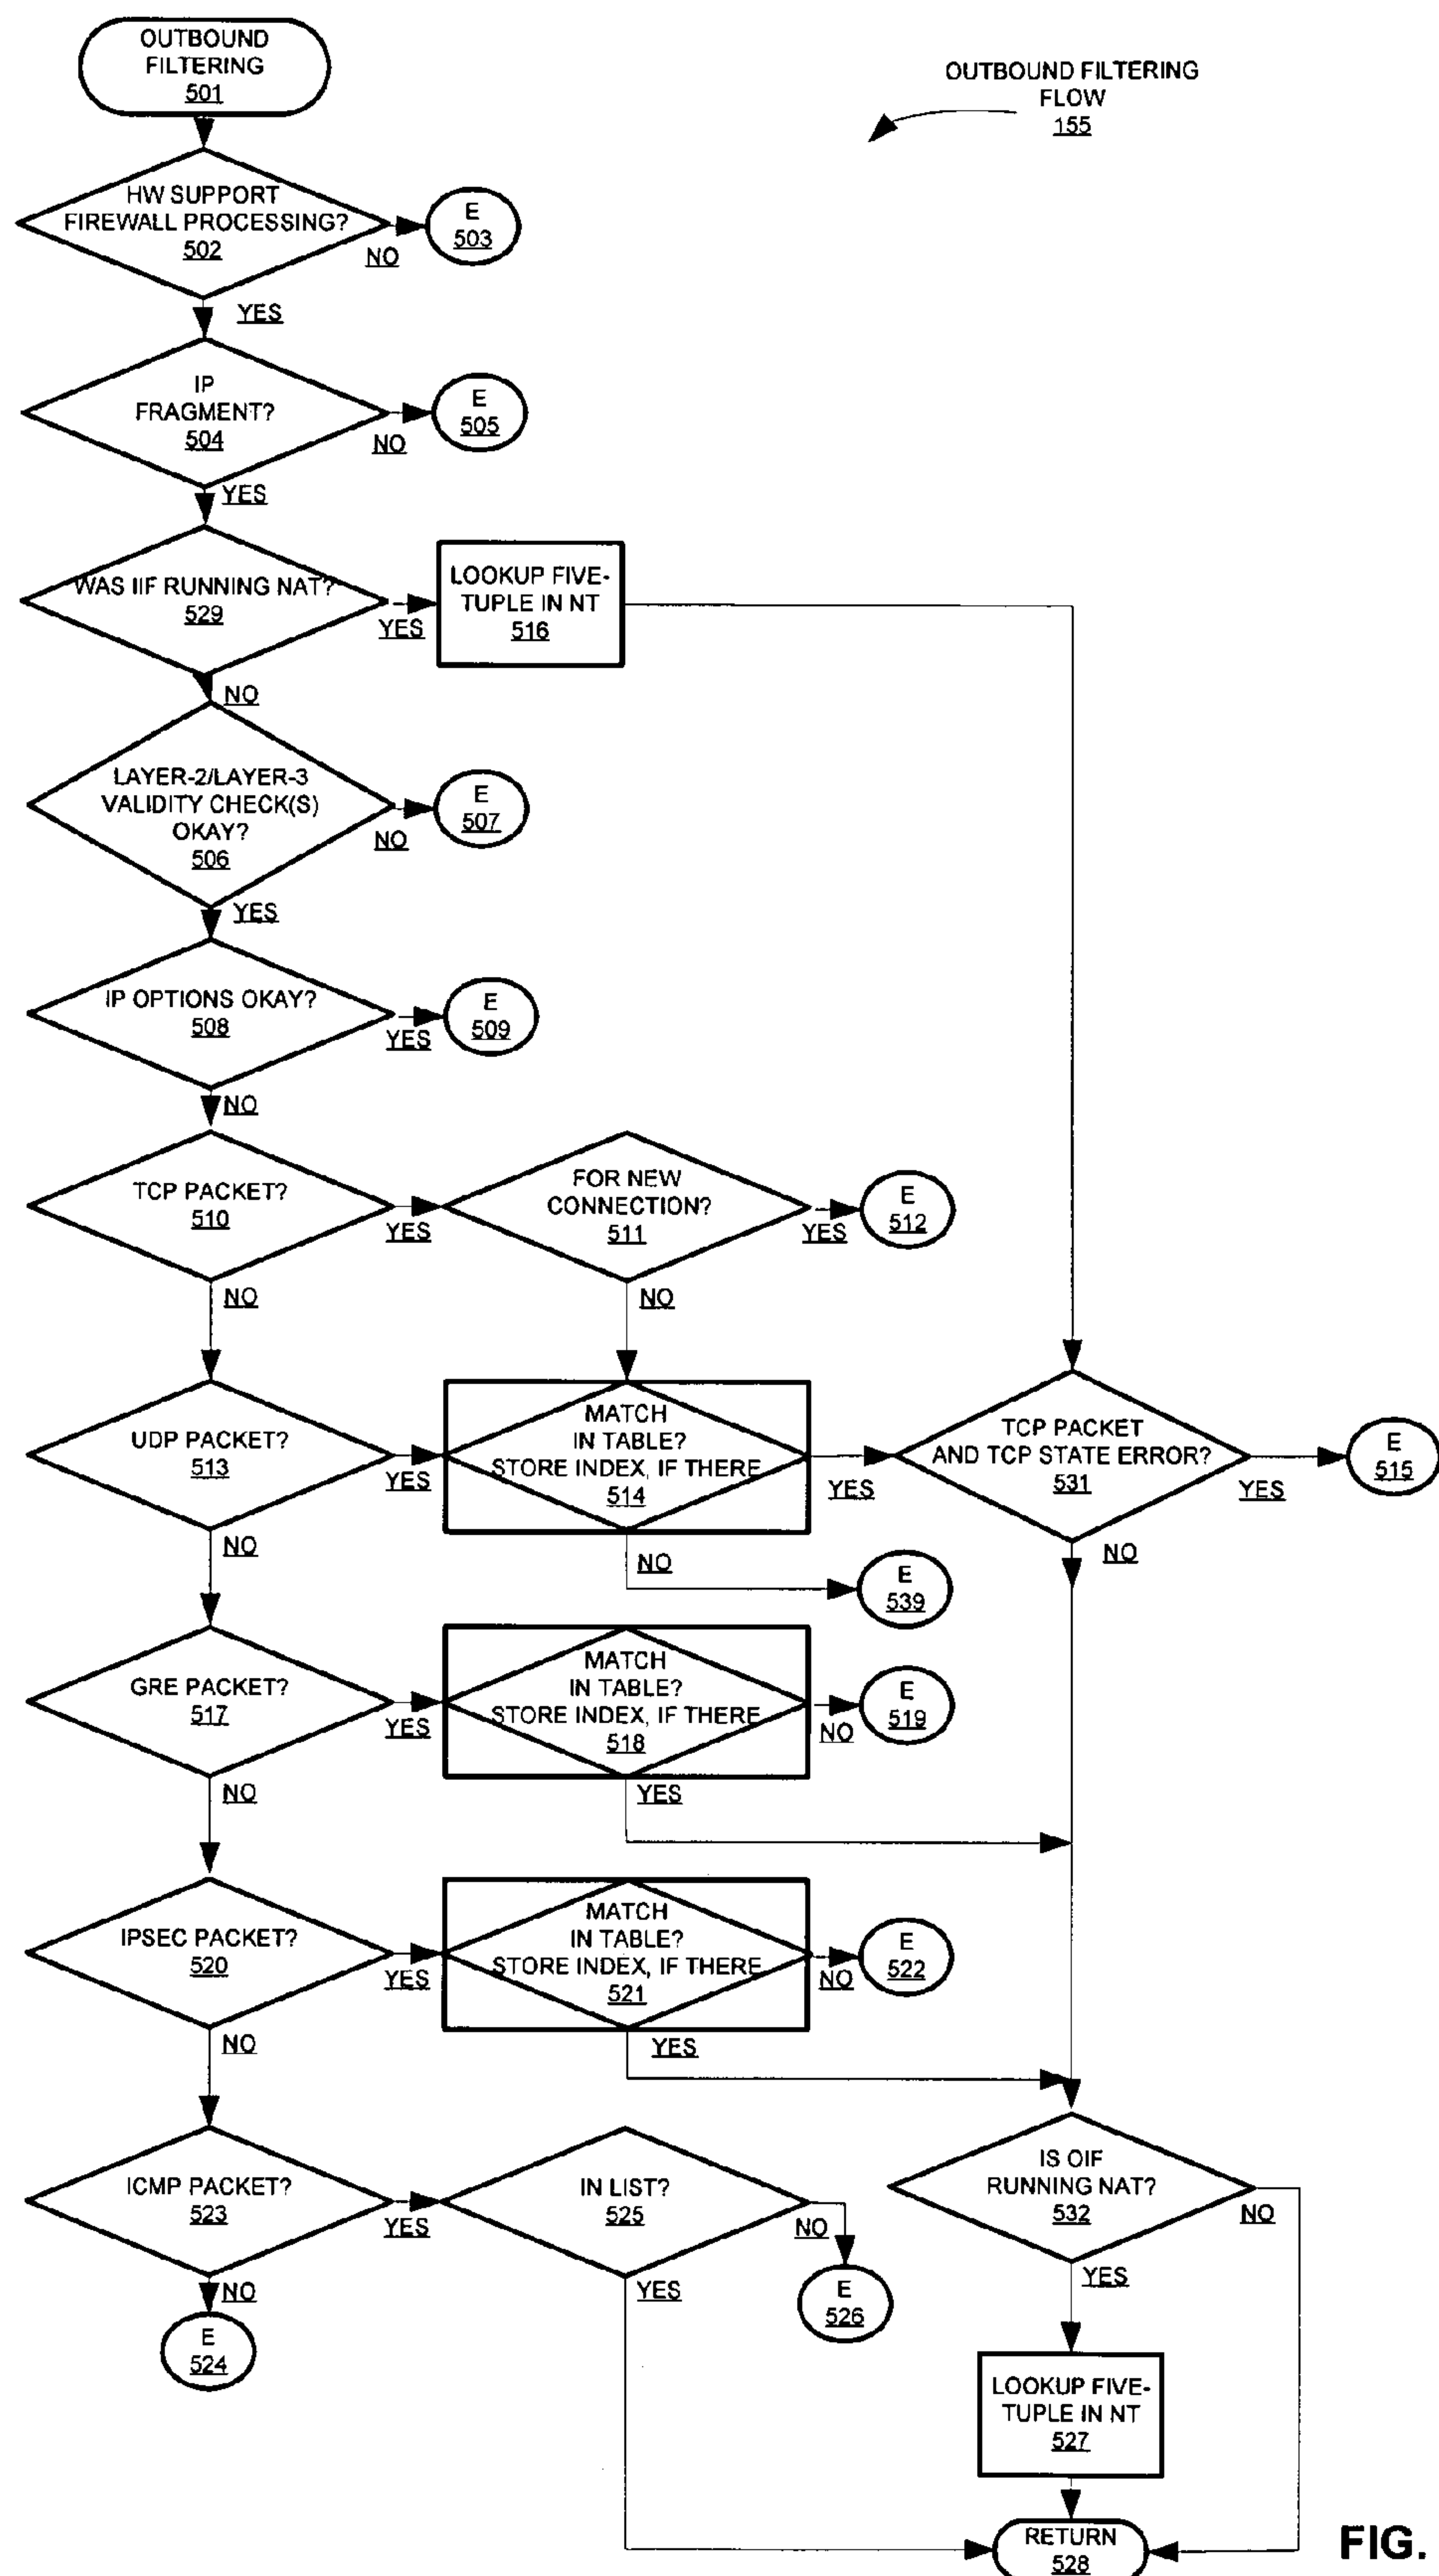 OUTBOUND
FILTERING
501
OUTBOUND FILTERING
FLOW
155
HW SUPPORT
FIREWALL PROCESSING?
502
NO
E
503
YES
IP
FRAGMENT?
504
NO
E
505
YES
WAS IIF RUNNING NAT?
529
YES
LOOKUP FIVE-
TUPLE IN NT
516
NO
LAYER-2/LAYER-3
VALIDITY CHECK(S)
OKAY?
506
NO
E
507
YES
IP OPTIONS OKAY?
508
YES
E
509
NO
TCP PACKET?
510
YES
FOR NEW
CONNECTION?
511
YES
E
512
NO
NO
UDP PACKET?
513
YES
MATCH
IN TABLE?
STORE INDEX, IF THERE
514
YES
TCP PACKET
AND TCP STATE ERROR?
531
YES
E
515
NO
NO
E
539
NO
GRE PACKET?
517
YES
MATCH
IN TABLE?
STORE INDEX, IF THERE
518
NO
E
519
NO
YES
IPSEC PACKET?
520
YES
MATCH
IN TABLE?
STORE INDEX, IF THERE
521
NO
E
522
NO
YES
ICMP PACKET?
523
YES
IN LIST?
525
NO
E
526
IS OIF
RUNNING NAT?
532
NO
NO
E
524
YES
YES
LOOKUP FIVE-
TUPLE IN NT
527
RETURN
528
FIG.